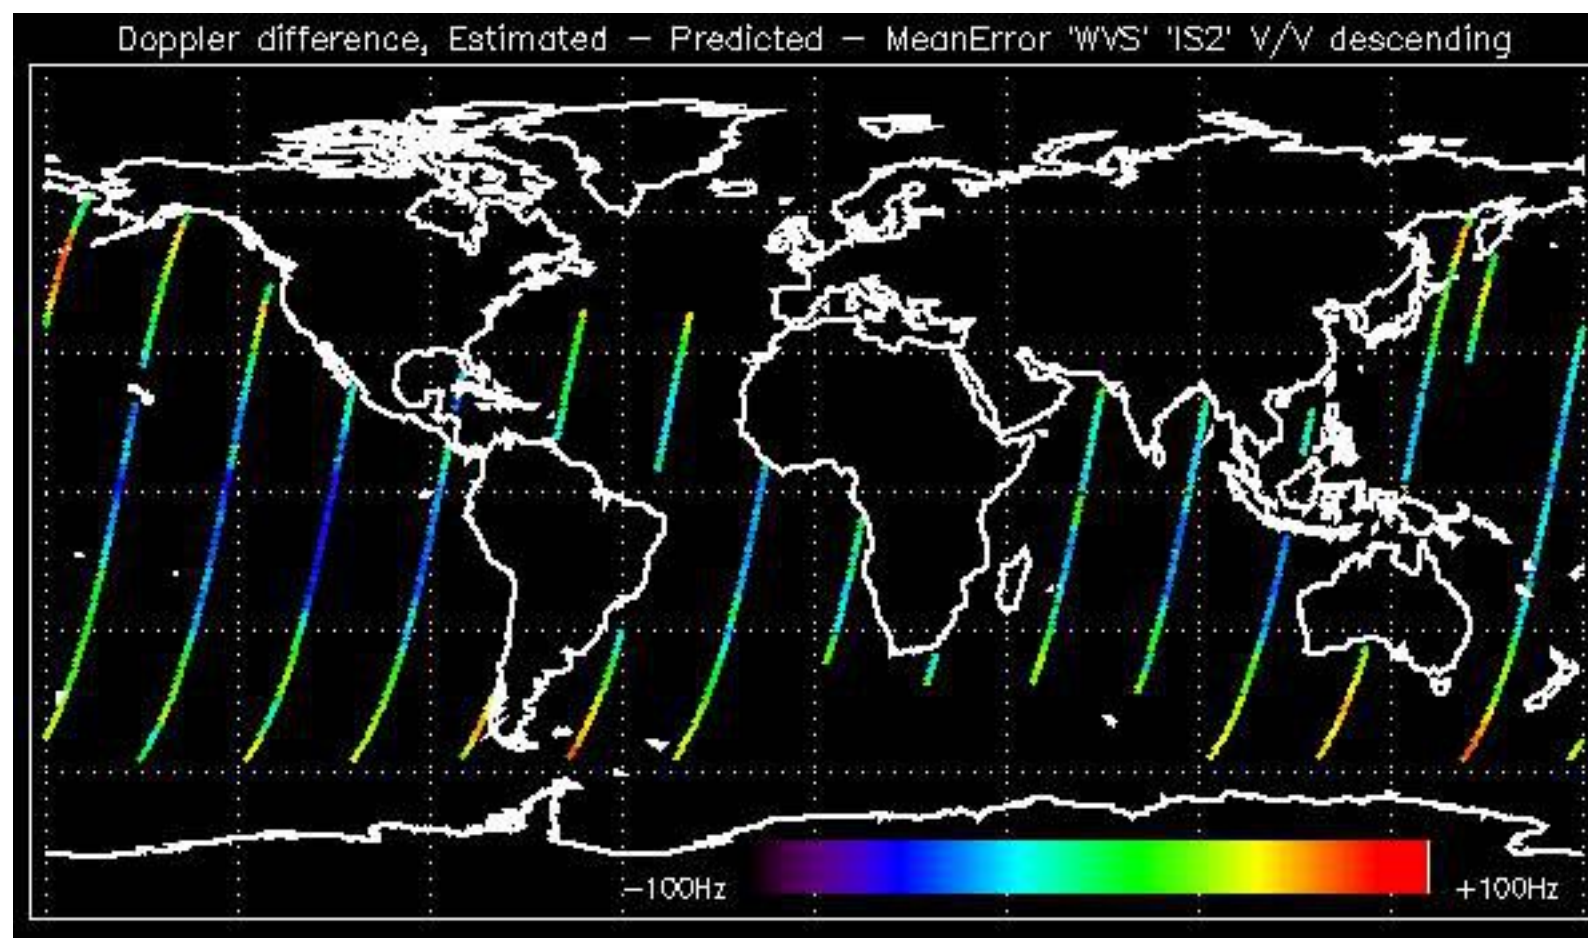 Doppler difference, Estimated – Predicted – MeanError 'WVS' 'IS2' V/V descending
–100Hz +100Hz